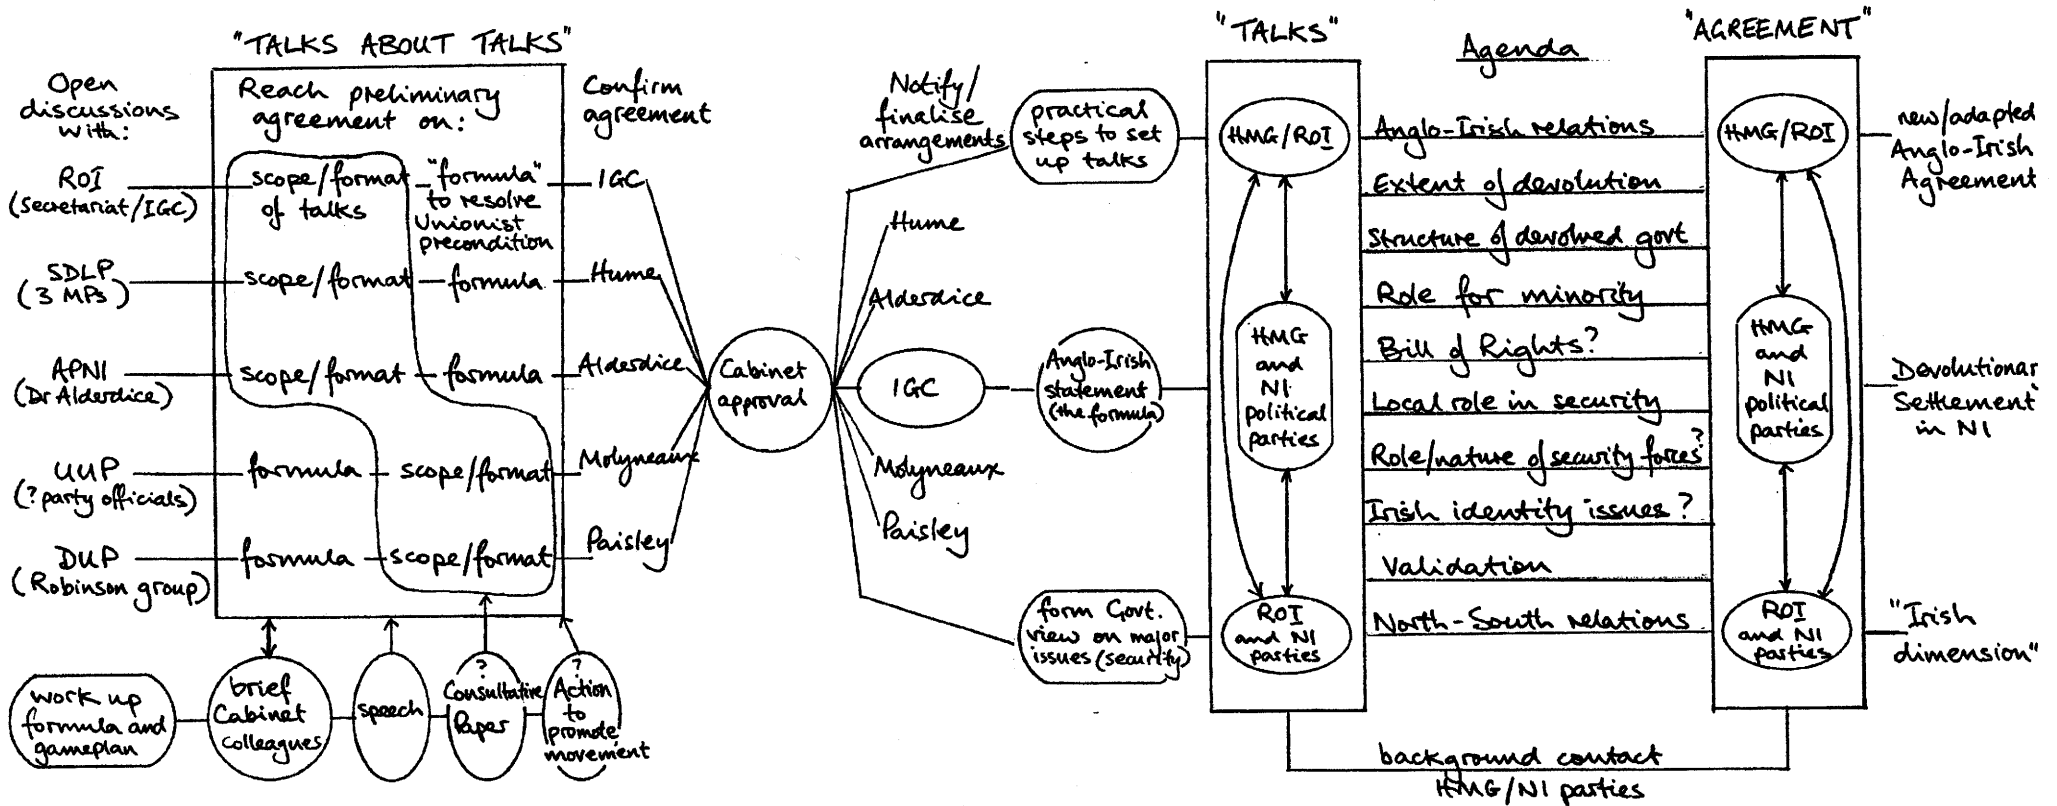 "TALKS ABOUT TALKS"
Open
discussions
with:
Reach preliminary
agreement on:
Confirm
agreement
ROI
(Secretariat/IGC)
scope/format
of talks
"formula"
to resolve
Unionist
precondition
IGC
SDLP
(3 MPs)
scope/format
formula
Hume
APNI
(Dr Alderdice)
scope/format
formula
Alderdice
UUP
(? party officials)
formula
scope/format
Molyneaux
DUP
(Robinson group)
formula
scope/format
Paisley
work up
formula and
gameplan
brief
Cabinet
colleagues
speech
?
Consultative
Paper
?
Action
to
promote
movement
Cabinet
approval
Notify/
finalise
arrangements
practical
steps to set
up talks
Hume
Alderdice
IGC
Anglo-Irish
statement
(the formula)
Molyneaux
Paisley
form Govt.
view on major
issues (security)
"TALKS"
HMG/ROI
HMG
and
NI
political
parties
ROI
and NI
parties
Agenda
Anglo-Irish relations
Extent of devolution
Structure of devolved govt
Role for minority
Bill of Rights?
Local role in security
Role/nature of security forces?
Irish identity issues?
Validation
North-South relations
"AGREEMENT"
HMG/ROI
HMG
and
NI
political
parties
ROI
and NI
parties
new/adapted
Anglo-Irish
Agreement
Devolutionary
Settlement
in NI
"Irish
dimension"
background contact
HMG/NI parties